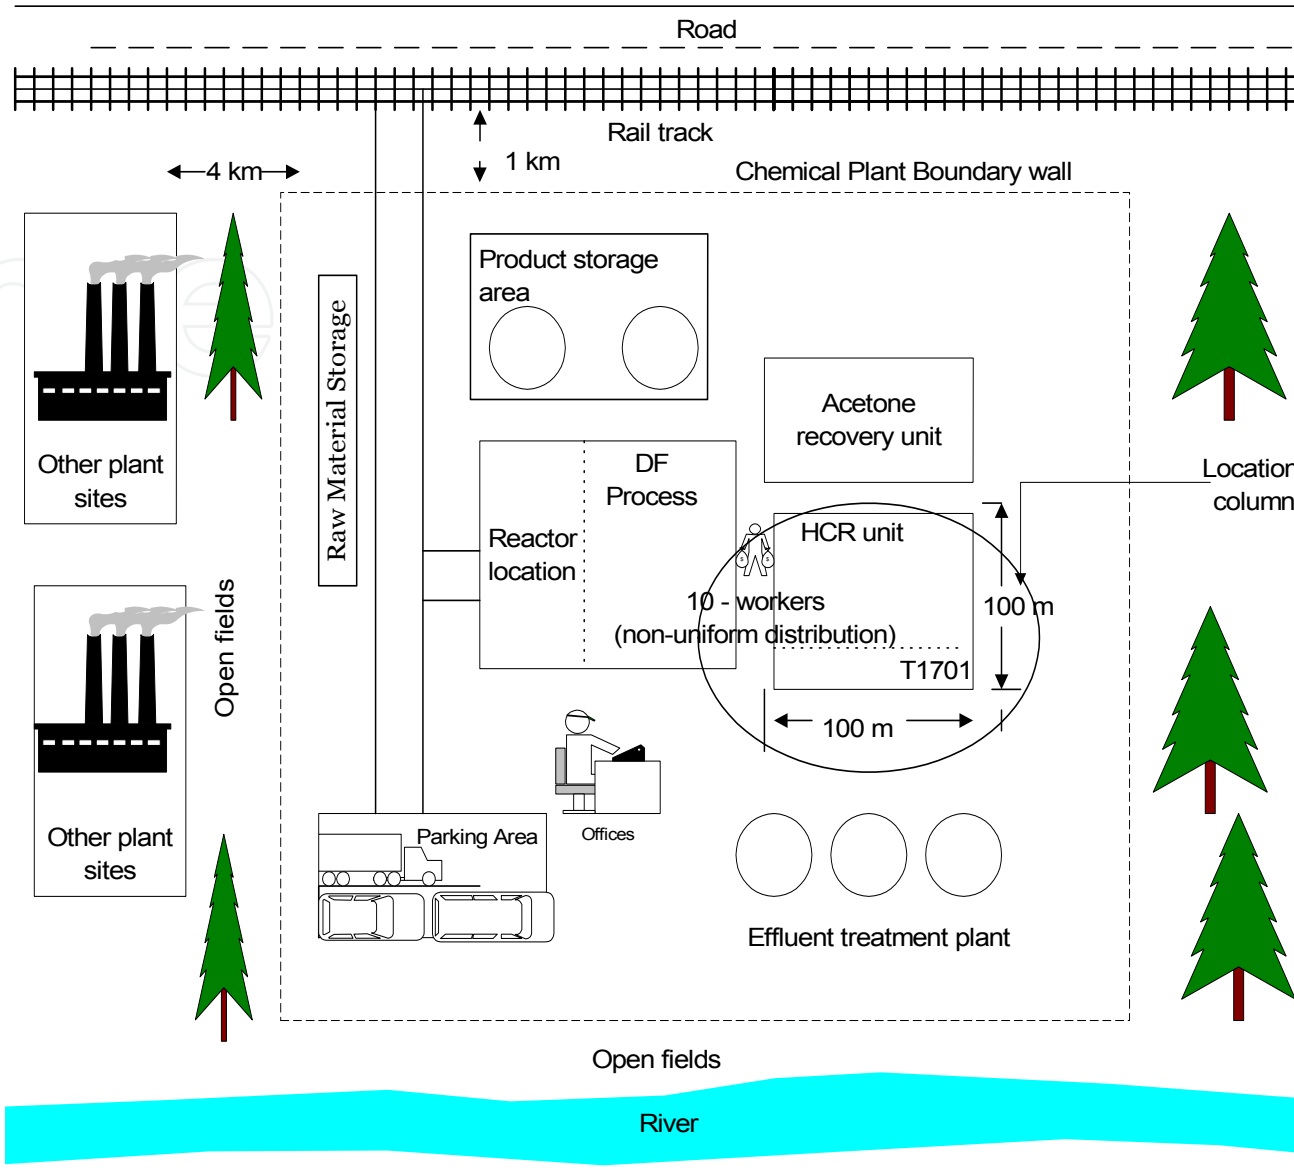 Road
Rail track
4 km
1 km
Chemical Plant Boundary wall
Product storage
area
Raw Material Storage
Acetone
recovery unit
Other plant
sites
DF
Process
Location
column
Reactor
location
HCR unit
10 - workers
(non-uniform distribution)
100 m
T1701
100 m
Open fields
Other plant
sites
Parking Area
Offices
Effluent treatment plant
Open fields
River